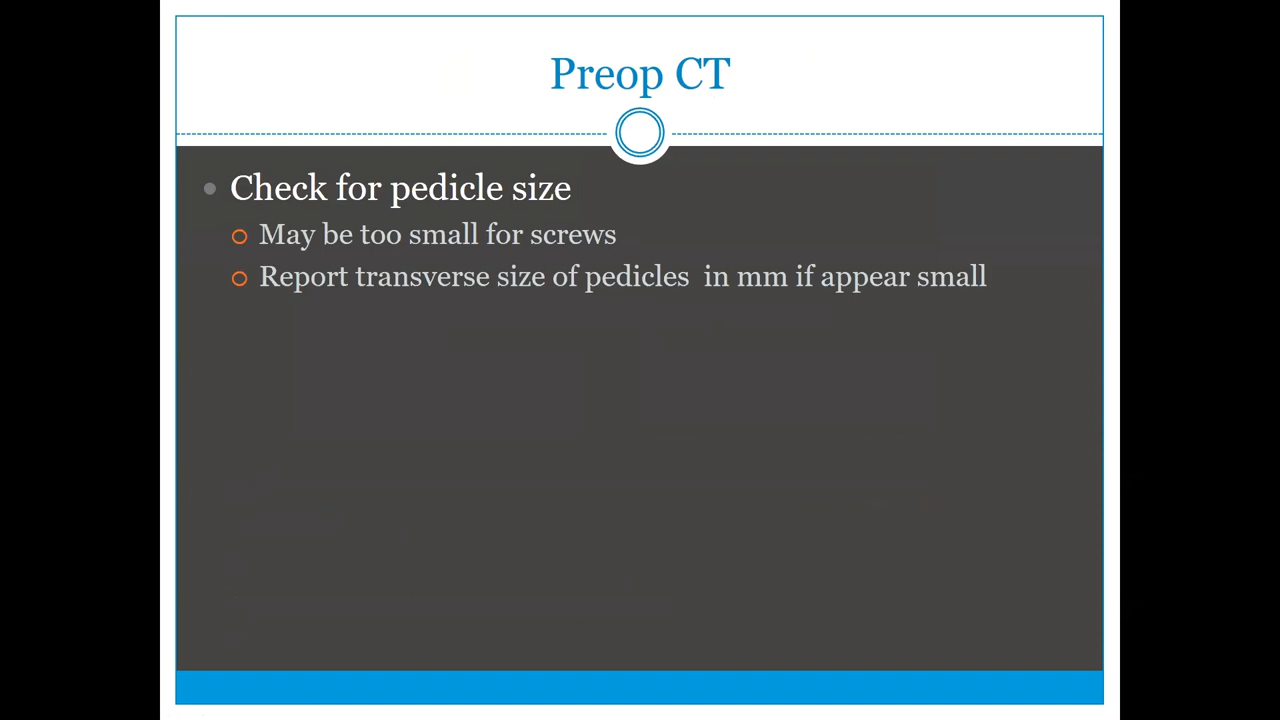 Preop CT
Check for pedicle size
May be too small for screws
Report transverse size of pedicles  in mm if appear small